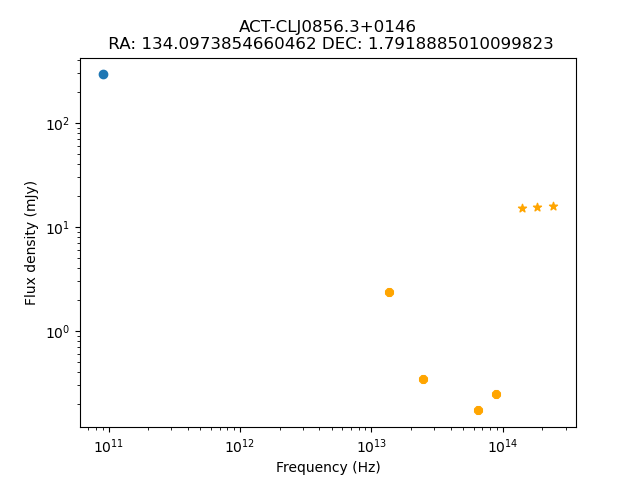 ACT-CLJ0856.3+0146
RA: 134.0973854660462 DEC: 1.7918885010099823
Flux density (mJy)
10²
10¹
10⁰
10¹¹
10¹²
10¹³
10¹⁴
Frequency (Hz)